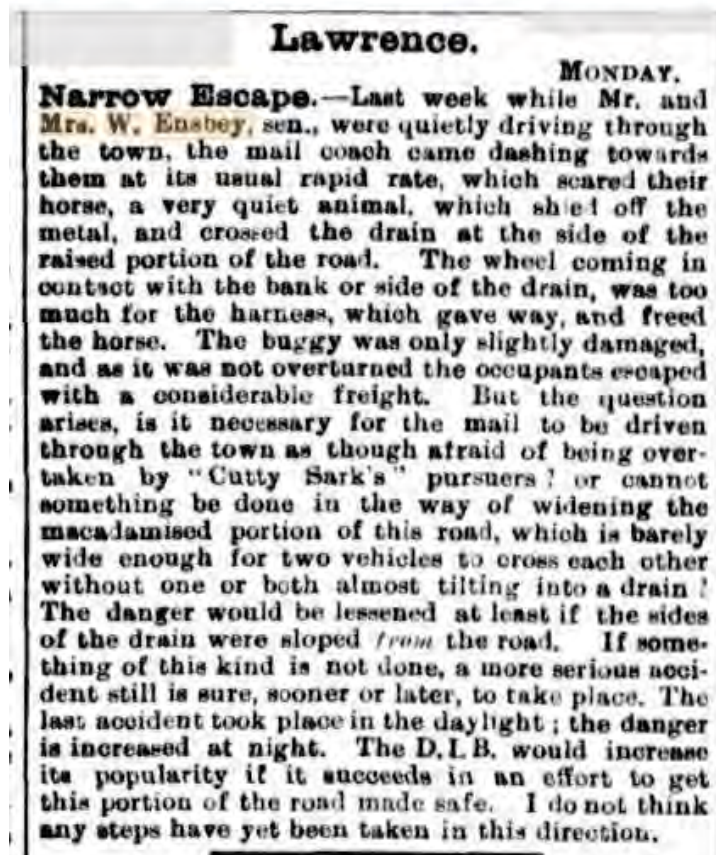 Lawrence.
MONDAY.
Narrow Escape.—Last week while Mr. and
Mrs. W. Ensbey, sen., were quietly driving through
the town, the mail coach came dashing towards
them at its usual rapid rate, which scared their
horse, a very quiet animal, which shied off the
metal, and crossed the drain at the side of the
raised portion of the road. The wheel coming in
contact with the bank or side of the drain, was too
much for the harness, which gave way, and freed
the horse. The buggy was only slightly damaged,
and as it was not overturned the occupants escaped
with a considerable freight. But the question
arises, is it necessary for the mail to be driven
through the town as though afraid of being over-
taken by "Cutty Sark's" pursuers? or cannot
something be done in the way of widening the
macadamised portion of this road, which is barely
wide enough for two vehicles to cross each other
without one or both almost tilting into a drain?
The danger would be lessened at least if the sides
of the drain were sloped from the road. If some-
thing of this kind is not done, a more serious acci-
dent still is sure, sooner or later, to take place. The
last accident took place in the daylight; the danger
is increased at night. The D.I.B. would increase
its popularity if it succeeds in an effort to get
this portion of the road made safe. I do not think
any steps have yet been taken in this direction.